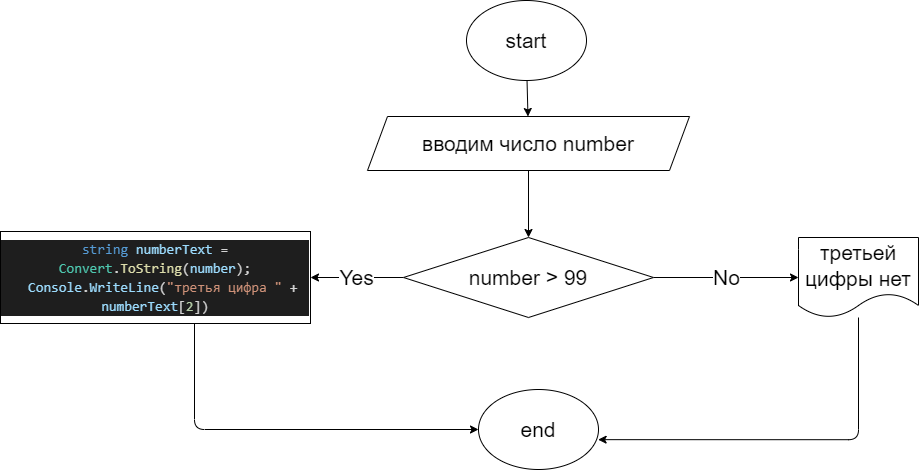 start
вводим число number
string numberText =
Convert.ToString(number);
Console.WriteLine("третья цифра " +
numberText[2])
Yes
number > 99
No
третьей
цифры нет
end